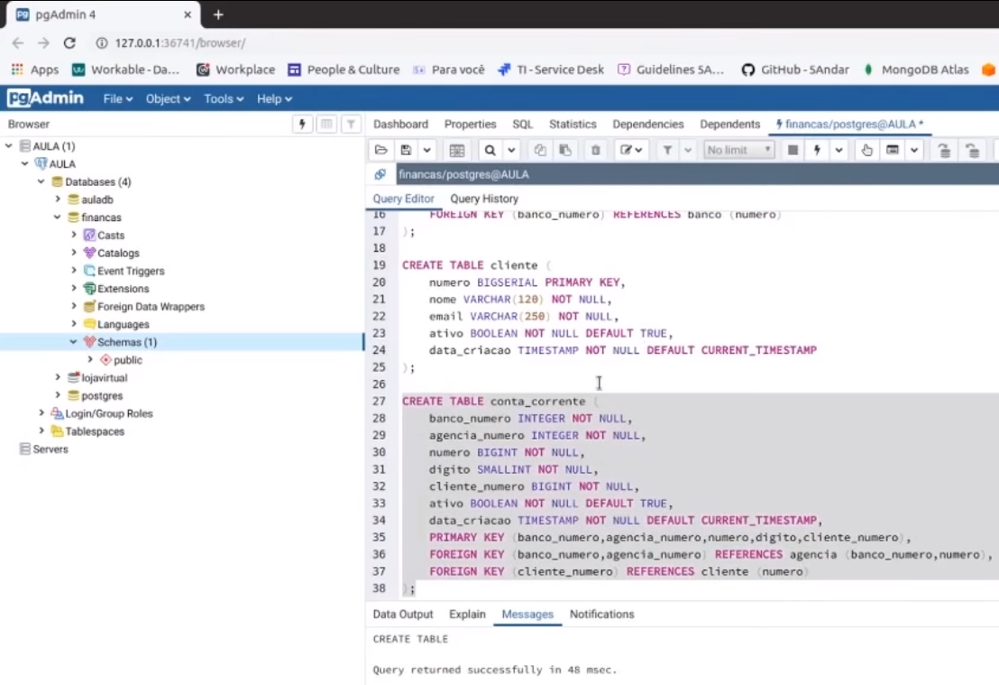 pgAdmin 4
127.0.0.1:36741/browser/
Apps Workable - Da... Workplace People & Culture Para você TI - Service Desk Guidelines 5A... GitHub - 5Andar MongoDB Atlas
pgAdmin File Object Tools Help
Browser
Dashboard Properties SQL Statistics Dependencies Dependents financas/postgres@AULA *
No limit
financas/postgres@AULA
Query Editor Query History
AULA (1)
AULA
Databases (4)
auladb
financas
Casts
Catalogs
Event Triggers
Extensions
Foreign Data Wrappers
Languages
Schemas (1)
public
lojavirtual
postgres
Login/Group Roles
Tablespaces
Servers
16 FOREIGN KEY (banco_numero) REFERENCES banco (numero)
17 );
18
19 CREATE TABLE cliente (
20 numero BIGSERIAL PRIMARY KEY,
21 nome VARCHAR(120) NOT NULL,
22 email VARCHAR(250) NOT NULL,
23 ativo BOOLEAN NOT NULL DEFAULT TRUE,
24 data_criacao TIMESTAMP NOT NULL DEFAULT CURRENT_TIMESTAMP
25 );
26
27 CREATE TABLE conta_corrente (
28 banco_numero INTEGER NOT NULL,
29 agencia_numero INTEGER NOT NULL,
30 numero BIGINT NOT NULL,
31 digito SMALLINT NOT NULL,
32 cliente_numero BIGINT NOT NULL,
33 ativo BOOLEAN NOT NULL DEFAULT TRUE,
34 data_criacao TIMESTAMP NOT NULL DEFAULT CURRENT_TIMESTAMP,
35 PRIMARY KEY (banco_numero,agencia_numero,numero,digito,cliente_numero),
36 FOREIGN KEY (banco_numero,agencia_numero) REFERENCES agencia (banco_numero,numero),
37 FOREIGN KEY (cliente_numero) REFERENCES cliente (numero)
38 );
Data Output Explain Messages Notifications
CREATE TABLE
Query returned successfully in 48 msec.